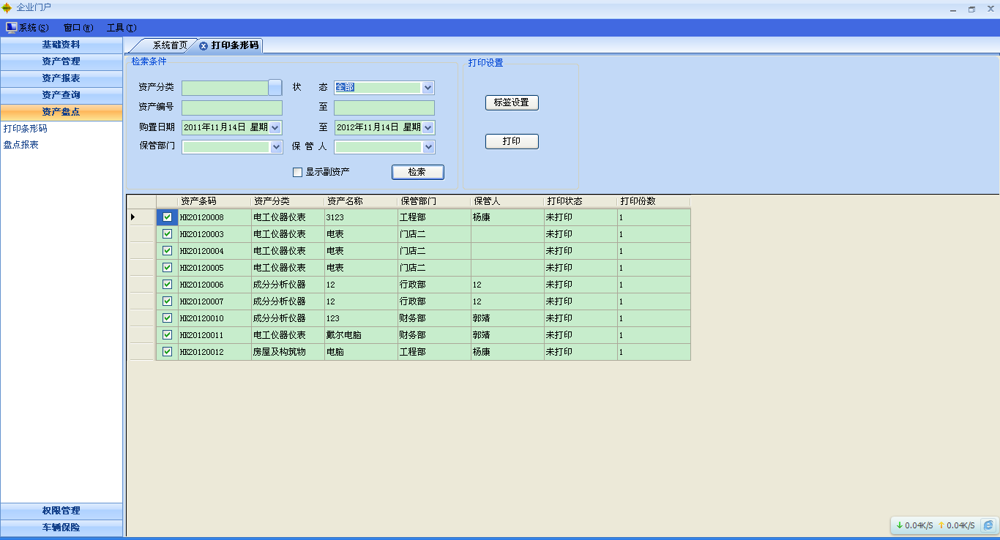 企业门户
系统(S) 窗口(W) 工具(T)
基础资料
资产管理
资产报表
资产查询
资产盘点
打印条形码
盘点报表
权限管理
车辆保险
系统首页 打印条形码
检索条件
资产分类 状 态 全部
资产编号 至
购置日期 2011年11月14日 星期 至 2012年11月14日 星期
保管部门 保 管 人
显示副资产 检索
打印设置
标签设置
打印
资产条码 资产分类 资产名称 保管部门 保管人 打印状态 打印份数
HK20120008 电工仪器仪表 3123 工程部 杨康 未打印 1
HK20120003 电工仪器仪表 电表 门店二 未打印 1
HK20120004 电工仪器仪表 电表 门店二 未打印 1
HK20120005 电工仪器仪表 电表 门店二 未打印 1
HK20120006 成分分析仪器 12 行政部 12 未打印 1
HK20120007 成分分析仪器 12 行政部 12 未打印 1
HK20120010 成分分析仪器 123 财务部 郭靖 未打印 1
HK20120011 电工仪器仪表 戴尔电脑 财务部 郭靖 未打印 1
HK20120012 房屋及构筑物 电脑 工程部 杨康 未打印 1
0.04K/S 0.04K/S